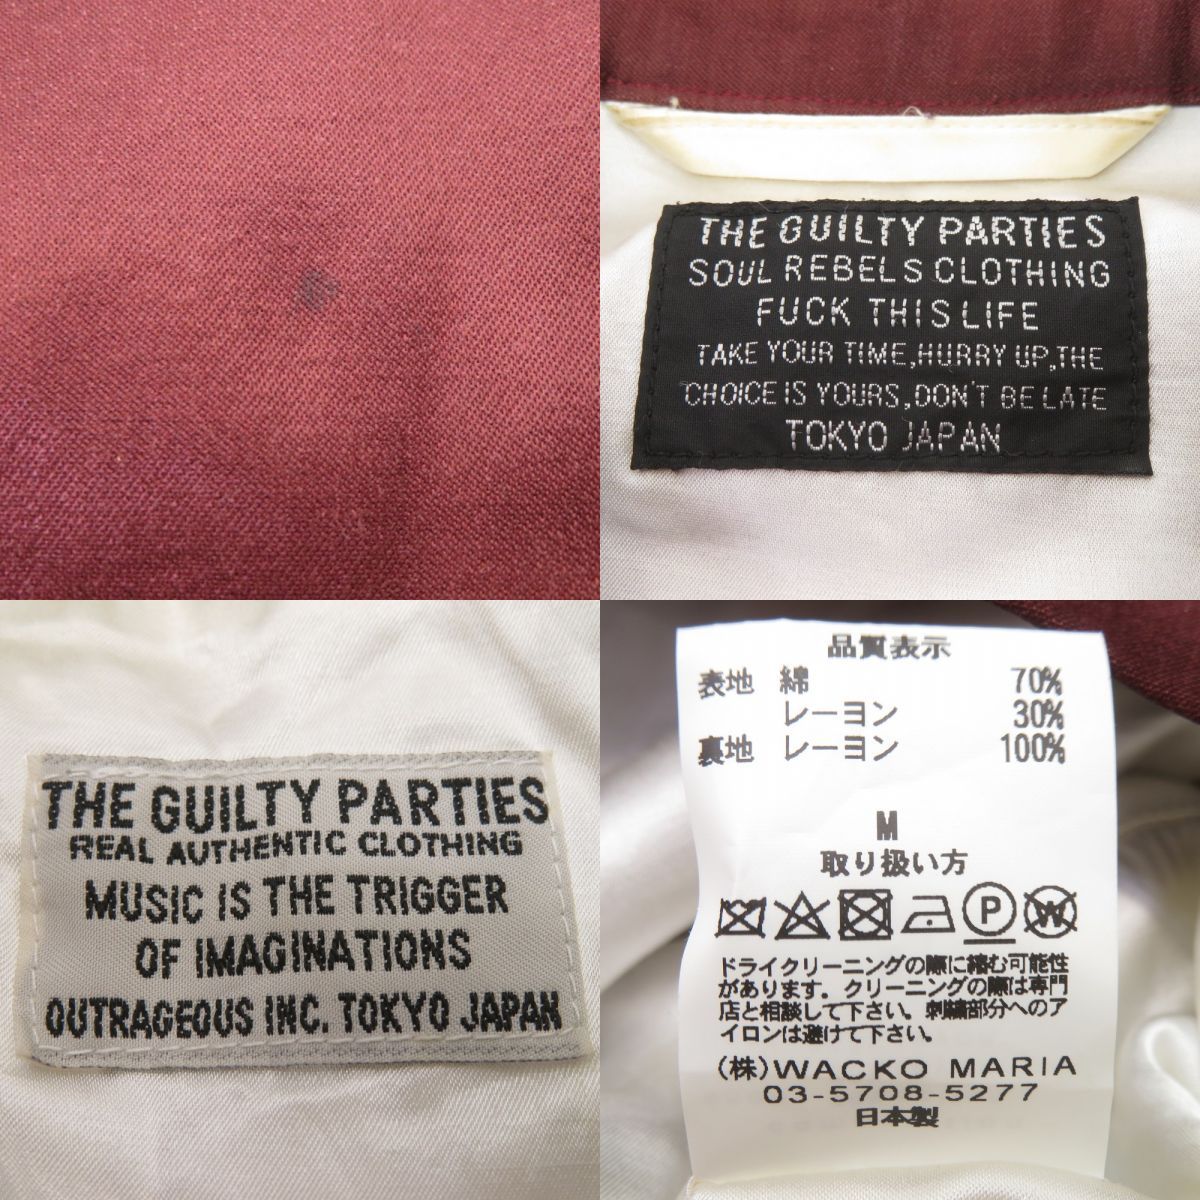 THE GUILTY PARTIES
SOUL REBELS CLOTHING
FUCK THIS LIFE
TAKE YOUR TIME,HURRY UP,THE
CHOICE IS YOURS,DON'T BE LATE
TOKYO JAPAN
THE GUILTY PARTIES
REAL AUTHENTIC CLOTHING
MUSIC IS THE TRIGGER
OF IMAGINATIONS
OUTRAGEOUS INC. TOKYO JAPAN
品質表示
表地 綿 70%
レーヨン 30%
裏地 レーヨン 100%
M
取り扱い方
P
W
ドライクリーニングの際に縮む可能性
があります。クリーニングの際は専門
店と相談して下さい。刺繍部分へのア
イロンは避けて下さい。
(株)WACKO MARIA
03-5708-5277
日本製